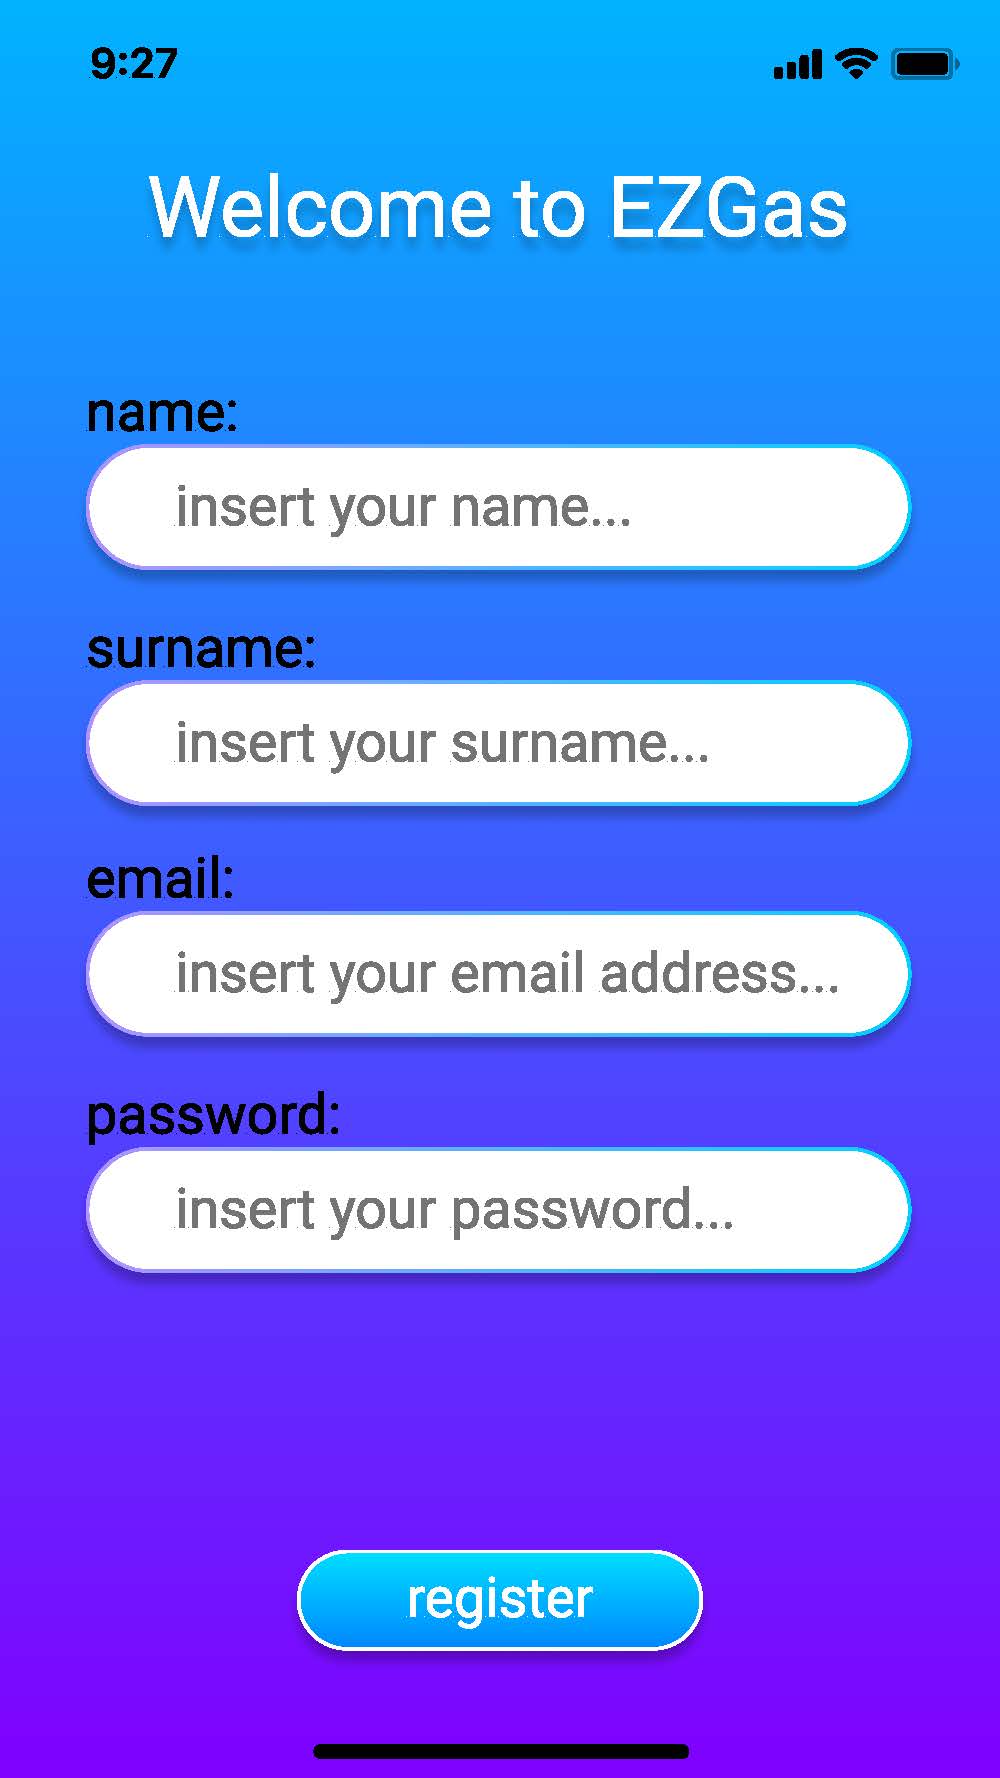 9:27
Welcome to EZGas
name:
insert your name...
surname:
insert your surname...
email:
insert your email address...
password:
insert your password...
register